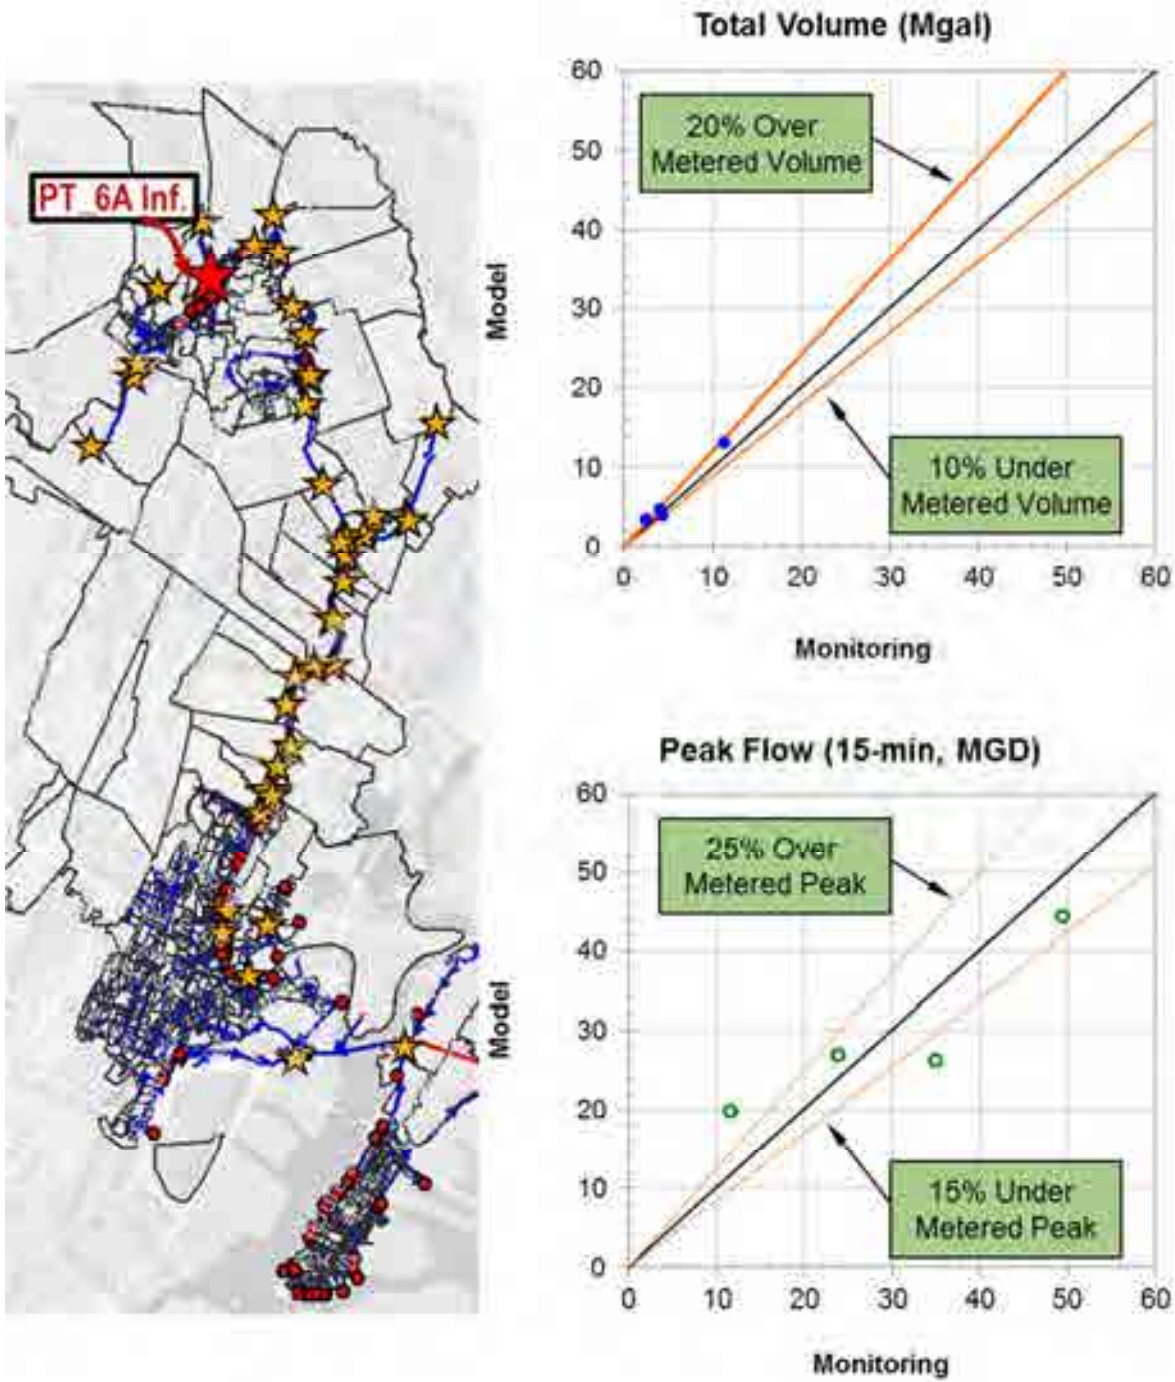 PT_6A Inf.
Total Volume (Mgal)
Model
60
50
40
30
20
10
0
20% Over
Metered Volume
10% Under
Metered Volume
0 10 20 30 40 50 60
Monitoring
Peak Flow (15-min, MGD)
Model
60
50
40
30
20
10
0
25% Over
Metered Peak
15% Under
Metered Peak
0 10 20 30 40 50 60
Monitoring